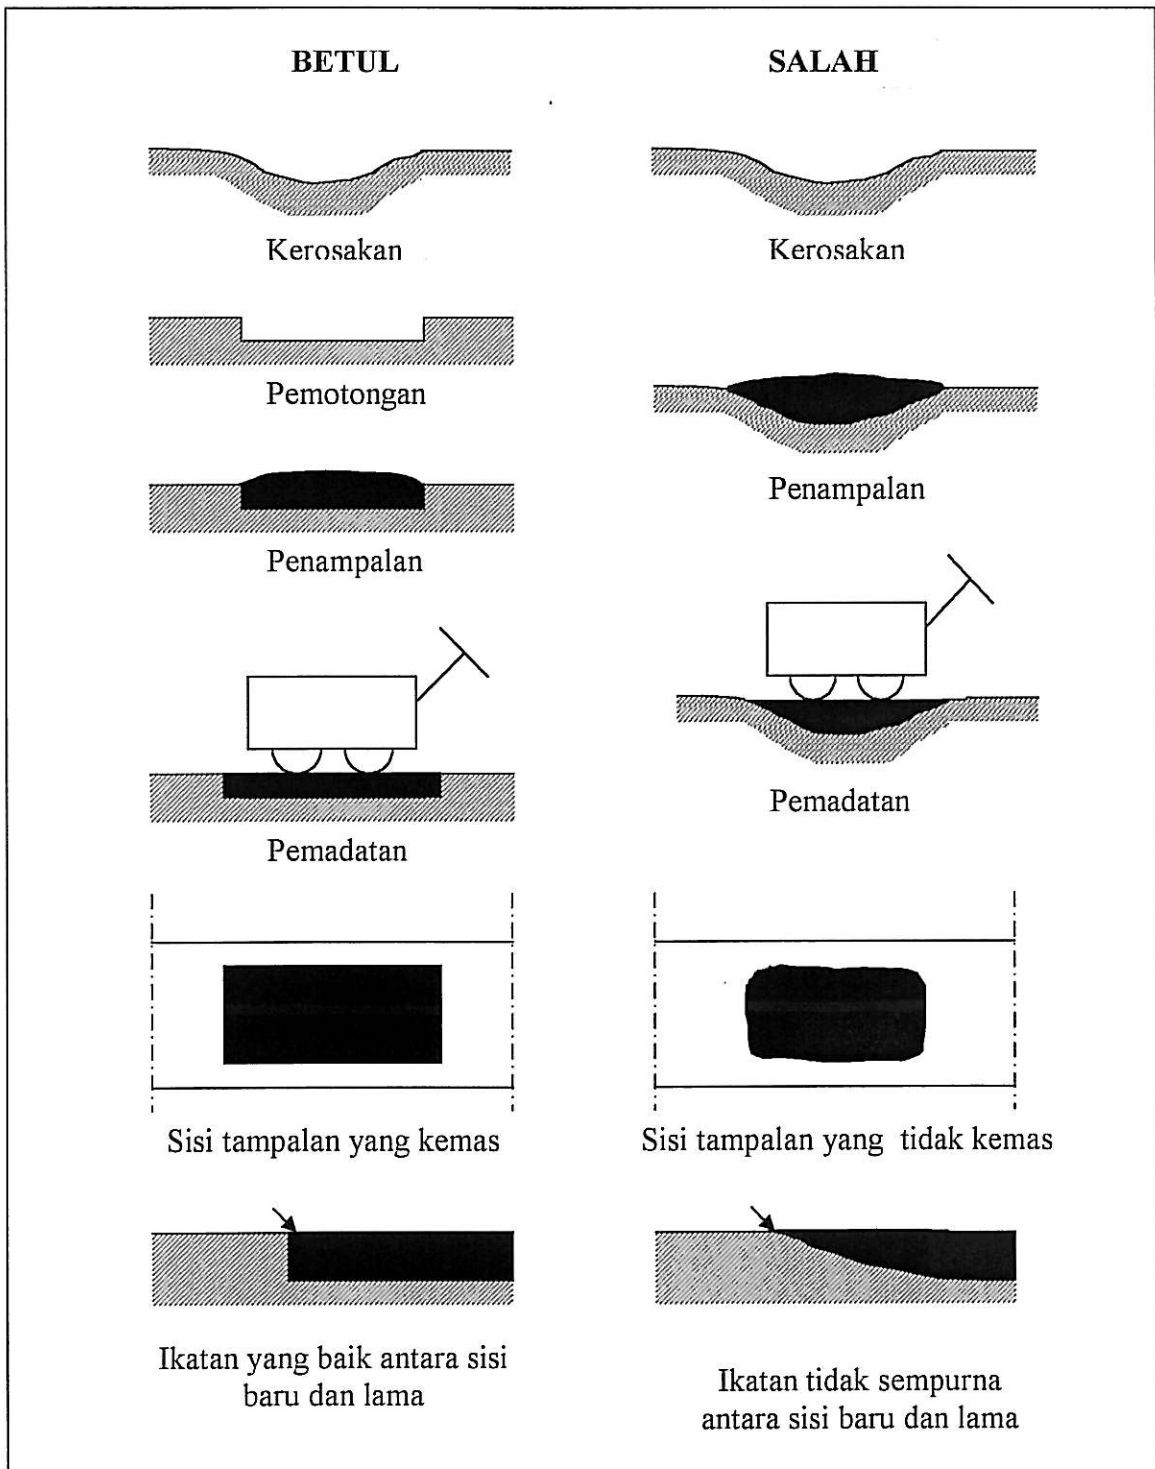 BETUL
Kerosakan
Pemotongan
Penampalan
Pemadatan
Sisi tampalan yang kemas
Ikatan yang baik antara sisi
baru dan lama
SALAH
Kerosakan
Penampalan
Pemadatan
Sisi tampalan yang tidak kemas
Ikatan tidak sempurna
antara sisi baru dan lama